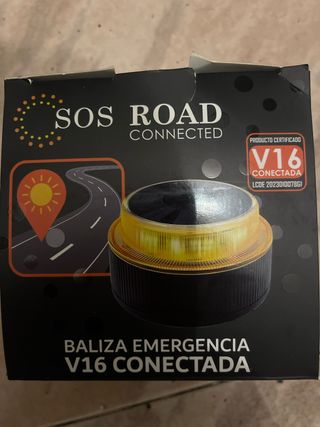 SOS ROAD
CONNECTED
PRODUCTO CERTIFICADO
V16
CONECTADA
LCOE 2023010078G1
BALIZA EMERGENCIA
V16 CONECTADA